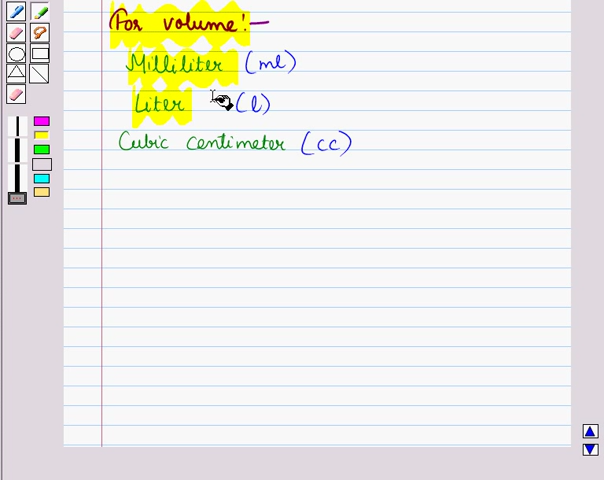 For volume:-
Milliliter (ml)
Liter (l)
Cubic centimeter (cc)